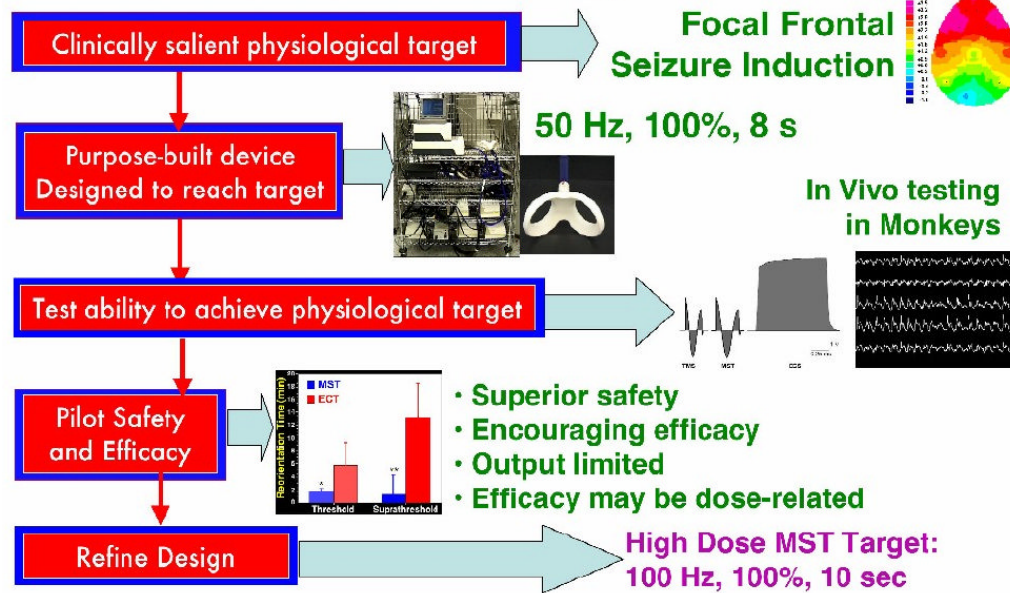 Clinically salient physiological target
Focal Frontal
Seizure Induction
Purpose-built device
Designed to reach target
50 Hz, 100%, 8 s
In Vivo testing
in Monkeys
Test ability to achieve physiological target
TMS
MST
Pilot Safety
and Efficacy
Reorientation Time (min)
MST
ECT
*
**
Threshold
Suprathreshold
• Superior safety
• Encouraging efficacy
• Output limited
• Efficacy may be dose-related
Refine Design
High Dose MST Target:
100 Hz, 100%, 10 sec